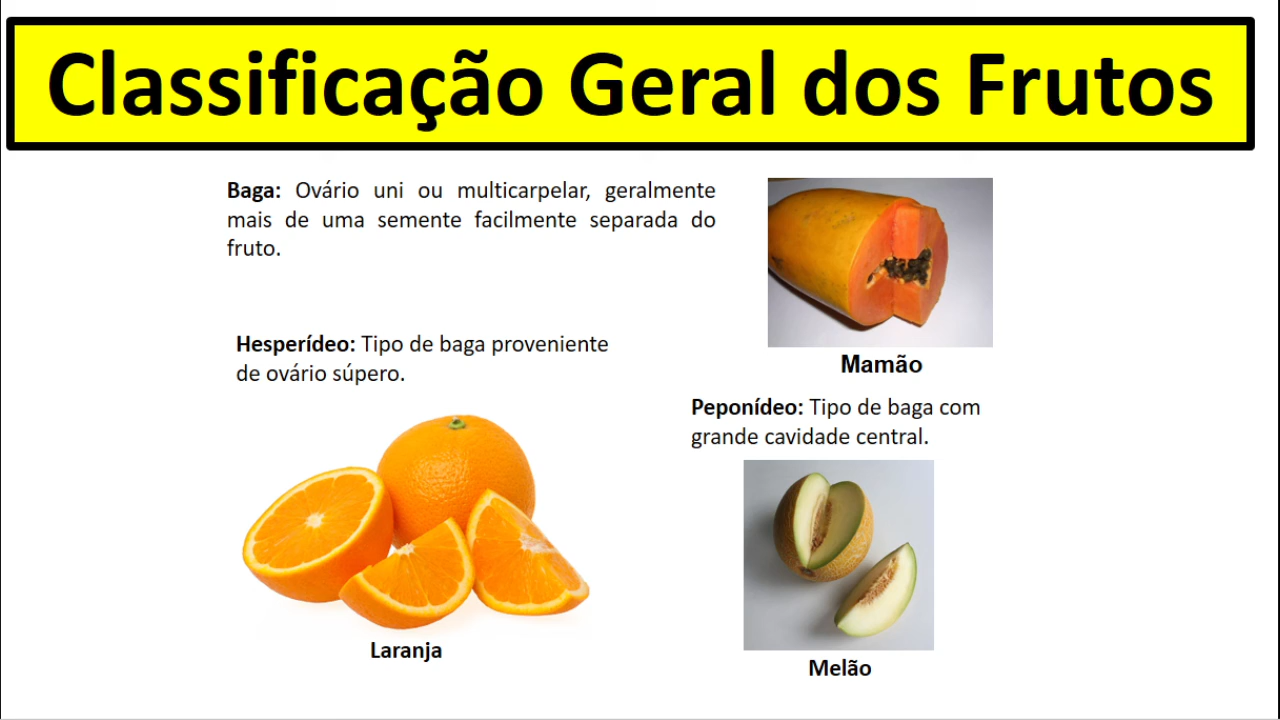 Classificação Geral dos Frutos
Baga: Ovário uni ou multicarpelar, geralmente
mais de uma semente facilmente separada do
fruto.
Mamão
Hesperídeo: Tipo de baga proveniente
de ovário súpero.
Laranja
Peponídeo: Tipo de baga com
grande cavidade central.
Melão